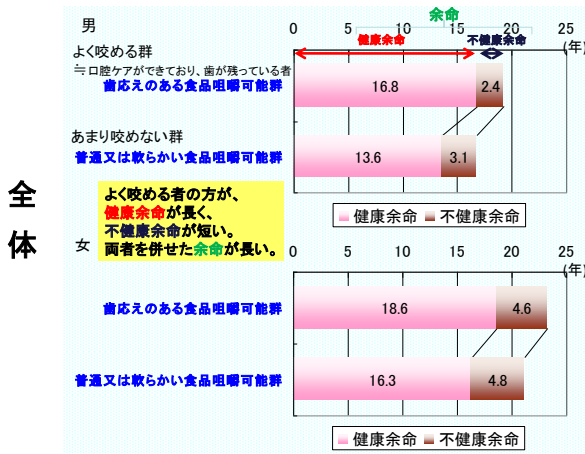 余命
男
0 5 10 15 20 25
(年)
よく咬める群
健康余命
不健康余命
≒口腔ケアができており、歯が残っている者
歯応えのある食品咀嚼可能群
16.8
2.4
あまり咬めない群
普通又は軟らかい食品咀嚼可能群
13.6
3.1
全体
よく咬める者の方が、
健康余命が長く、
不健康余命が短い。
両者を併せた余命が長い。
健康余命 不健康余命
女
0 5 10 15 20 25
(年)
歯応えのある食品咀嚼可能群
18.6
4.6
普通又は軟らかい食品咀嚼可能群
16.3
4.8
健康余命 不健康余命